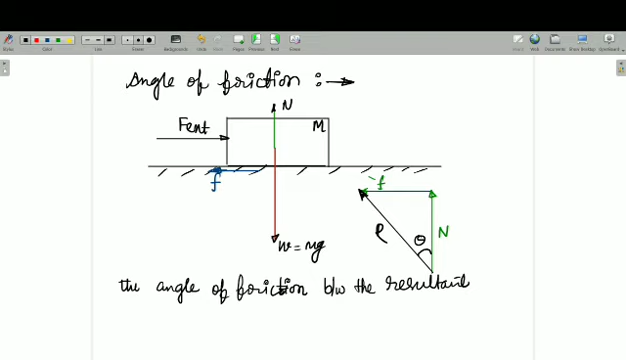 Angle of friction :→
N
Fext
M
f
f
R
θ
N
W = mg
the angle of friction b/w the resultant